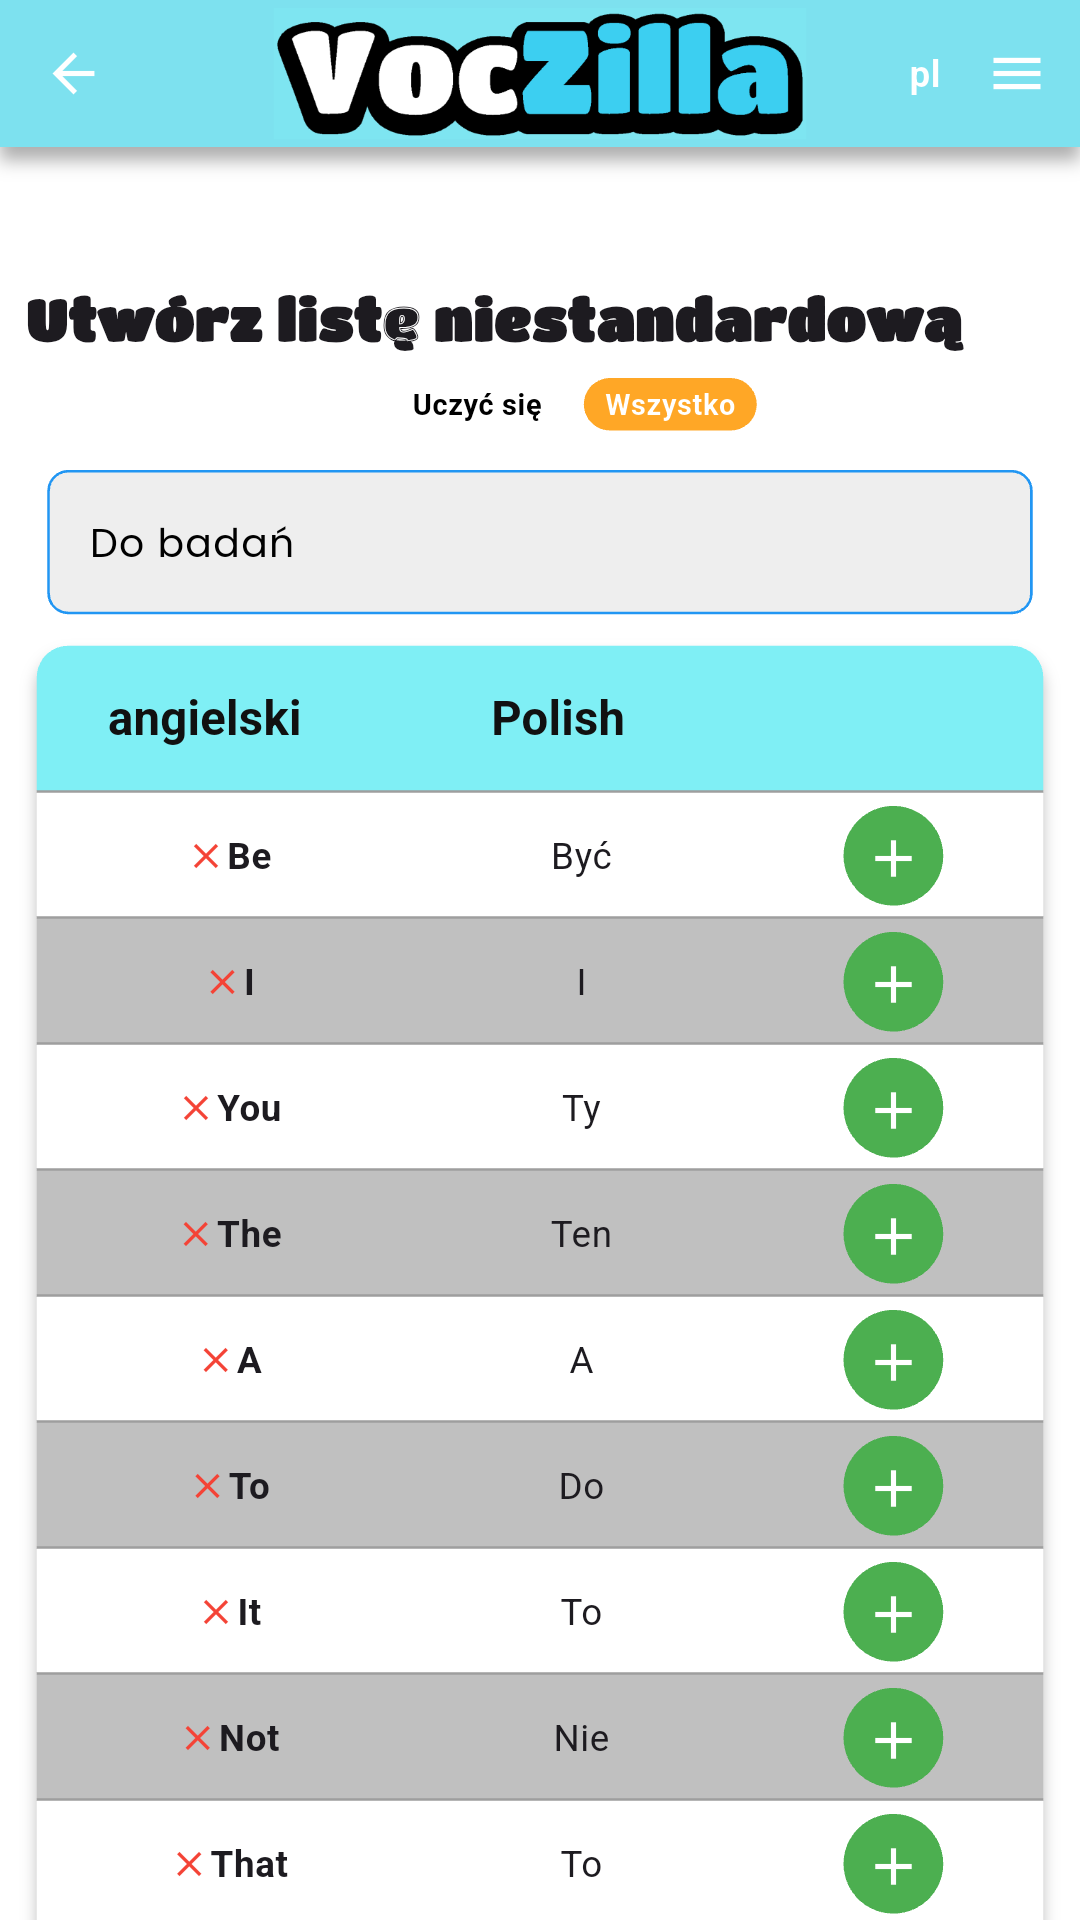 VocZilla
pl
Utwórz listę niestandardową
Uczyć się Wszystko
Do badań
angielski Polish
Be Być
I I
You Ty
The Ten
A A
To Do
It To
Not Nie
That To